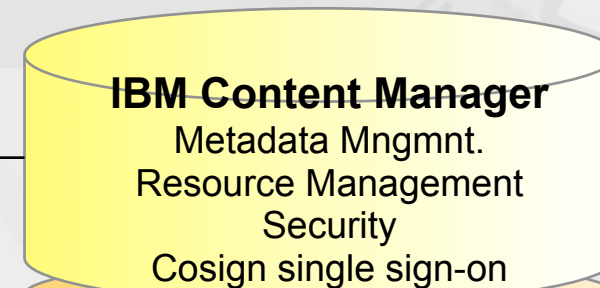 IBM Content Manager
Metadata Mngmnt.
Resource Management
Security
Cosign single sign-on